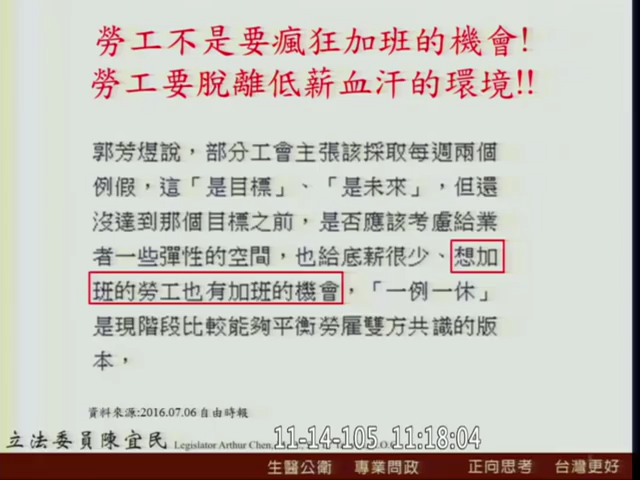 勞工不是要瘋狂加班的機會!
勞工要脫離低薪血汗的環境!!
郭芳煜說，部分工會主張該採取每週兩個
例假，這「是目標」、「是未來」，但還
沒達到那個目標之前，是否應該考慮給業
者一些彈性的空間，也給底薪很少、想加
班的勞工也有加班的機會，「一例一休」
是現階段比較能夠平衡勞雇雙方共識的版
本，
資料來源:2016.07.06 自由時報
立法委員陳宜民 Legislator Arthur Chen,
11-14-105 11:18:04
生醫公衛 專業問政 正向思考 台灣更好